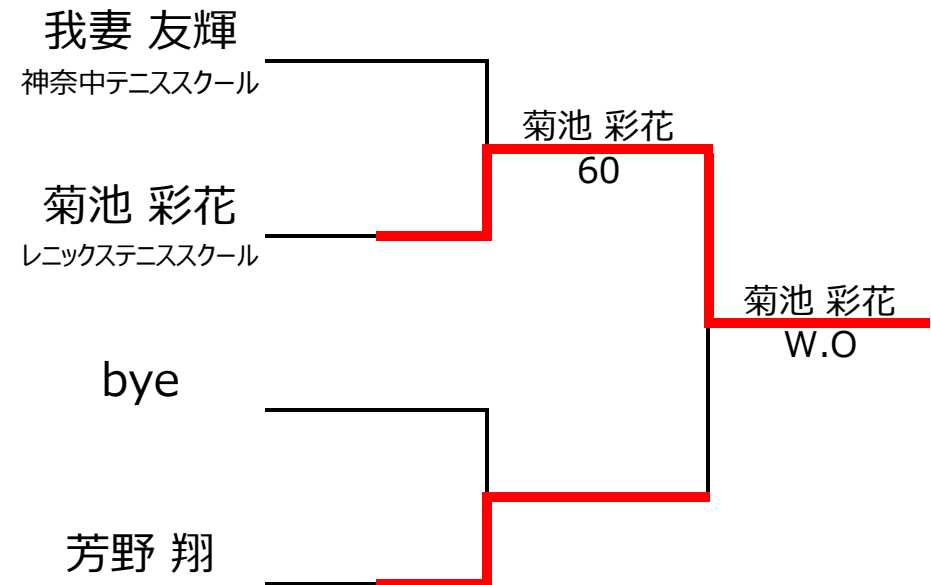 我妻 友輝
神奈中テニススクール
菊池 彩花
60
菊池 彩花
レニックステニススクール
菊池 彩花
W.O
bye
芳野 翔